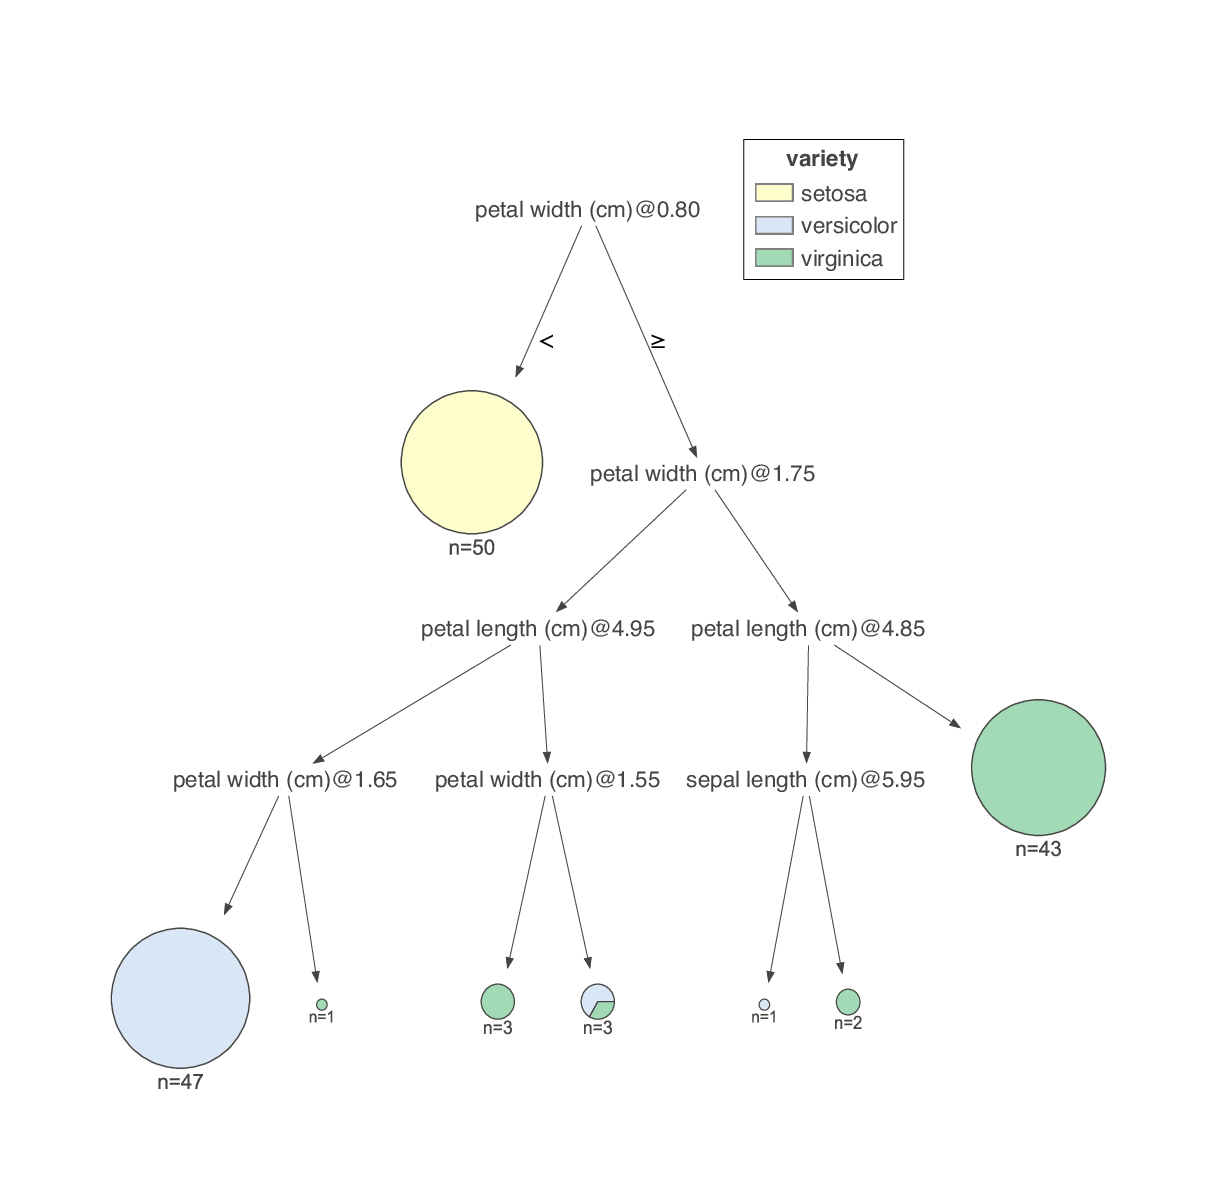 variety
setosa
versicolor
virginica
petal width (cm)@0.80
<
≥
n=50
petal width (cm)@1.75
petal length (cm)@4.95
petal length (cm)@4.85
petal width (cm)@1.65
petal width (cm)@1.55
sepal length (cm)@5.95
n=43
n=47
n=1
n=3
n=3
n=1
n=2